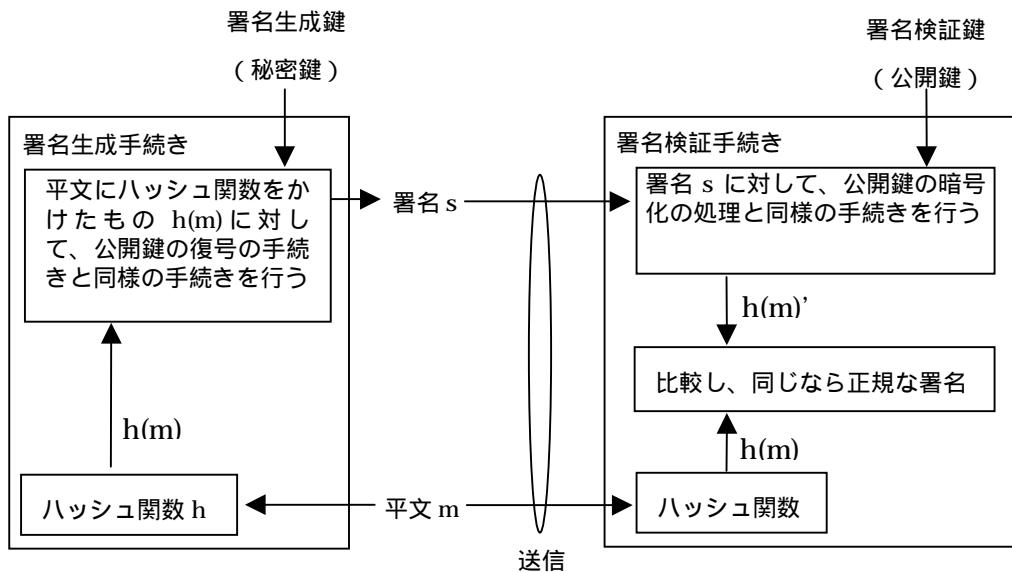 署名生成鍵
（秘密鍵）
署名生成手続き
平文にハッシュ関数をか
けたもの h(m)に対し
て、公開鍵の復号の手続
きと同様の手続きを行う
h(m)
ハッシュ関数 h
署名 s
平文 m
送信
署名検証鍵
（公開鍵）
署名検証手続き
署名 s に対して、公開鍵の暗号
化の処理と同様の手続きを行う
h(m)’
比較し、同じなら正規な署名
h(m)
ハッシュ関数